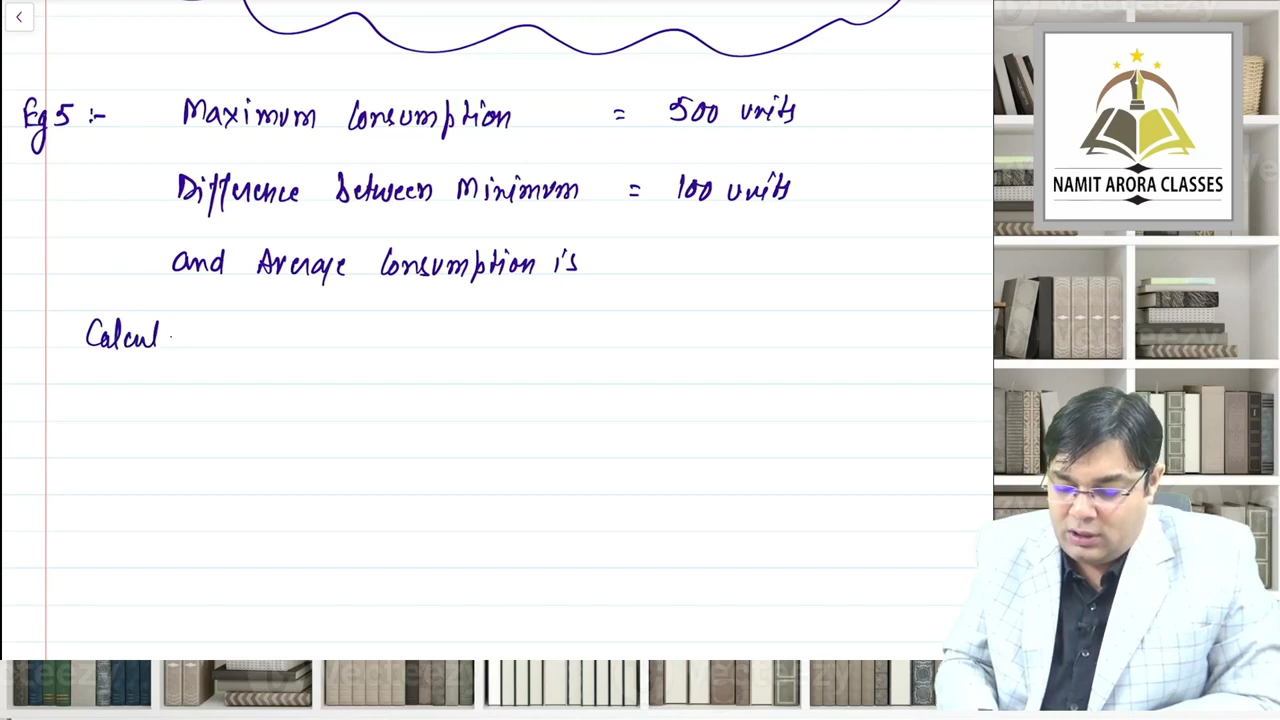 Eg 5 :- Maximum Consumption = 500 units
Difference between Minimum = 100 units
and Average Consumption is
Calcul
NAMIT ARORA CLASSES